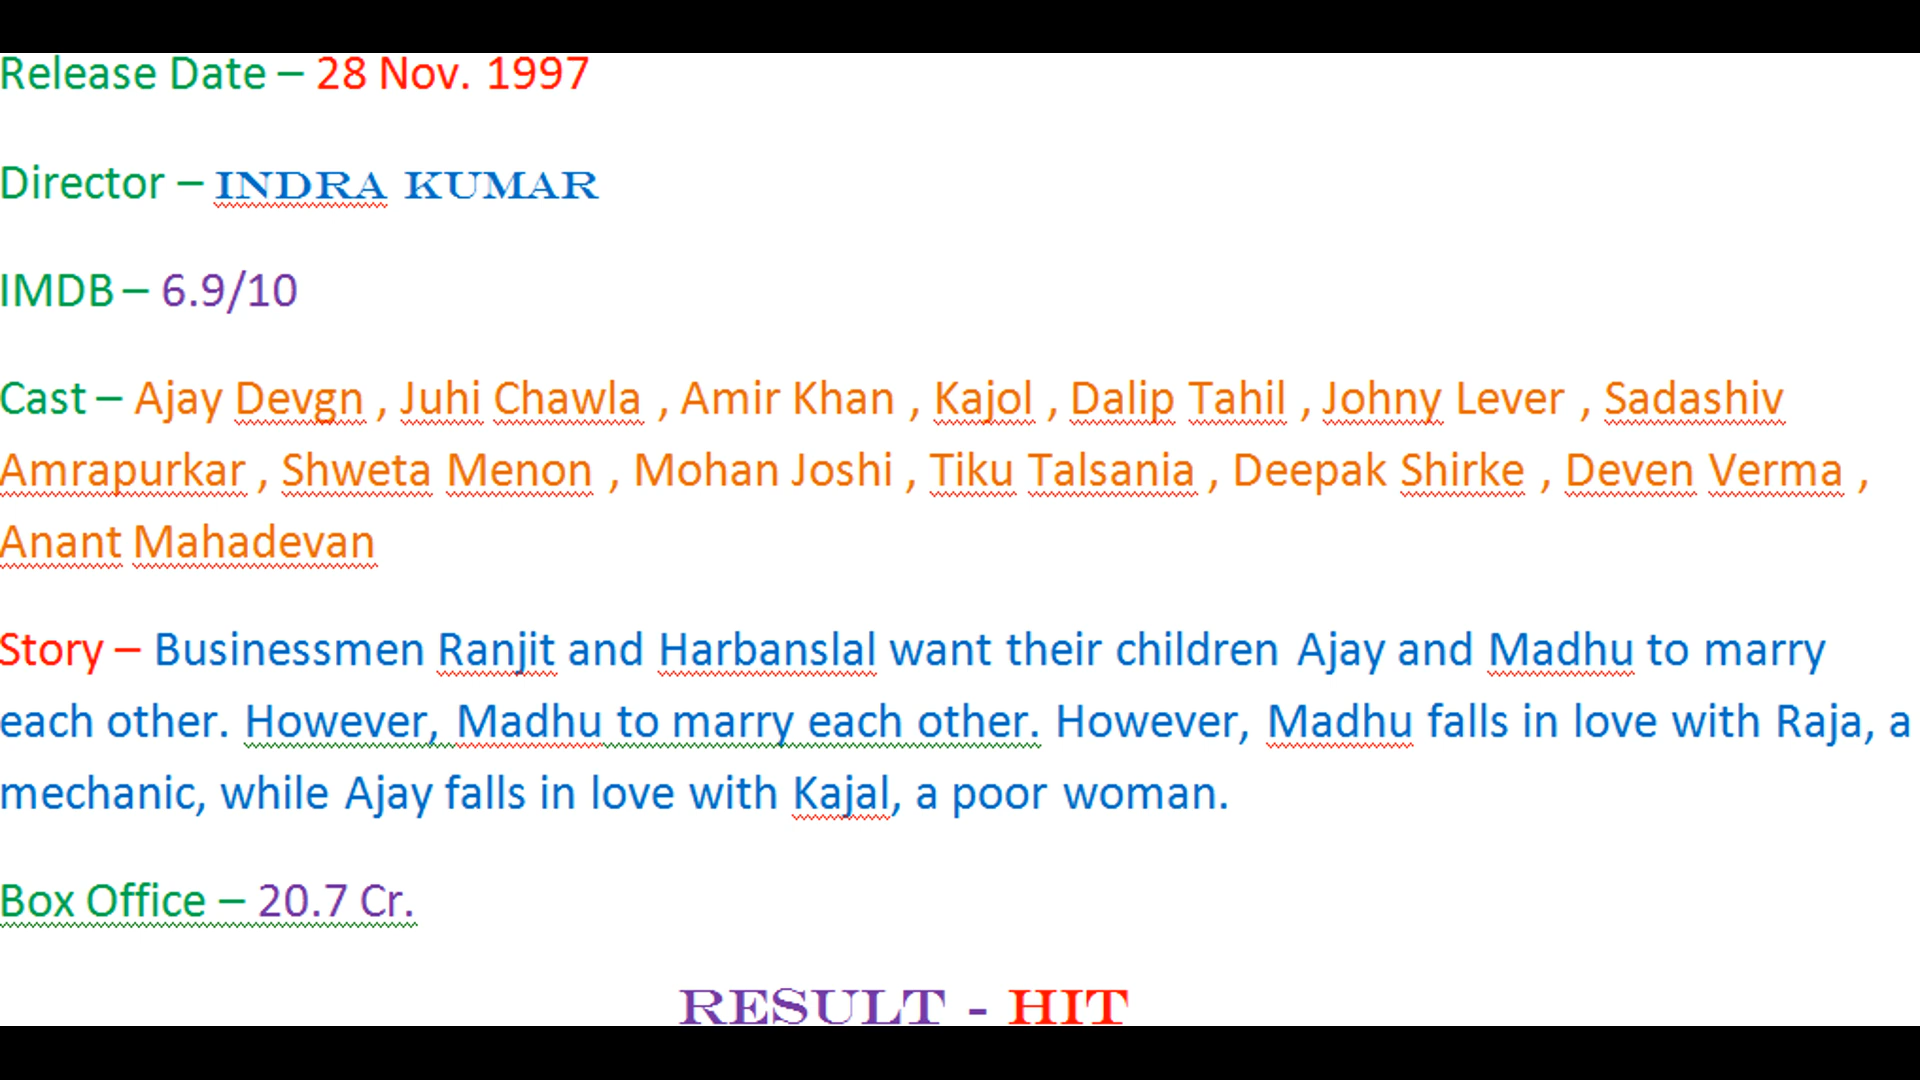 Release Date – 28 Nov. 1997
Director – INDRA KUMAR
IMDB – 6.9/10
Cast – Ajay Devgn , Juhi Chawla , Amir Khan , Kajol , Dalip Tahil , Johny Lever , Sadashiv
Amrapurkar , Shweta Menon , Mohan Joshi , Tiku Talsania , Deepak Shirke , Deven Verma ,
Anant Mahadevan
Story – Businessmen Ranjit and Harbanslal want their children Ajay and Madhu to marry
each other. However, Madhu to marry each other. However, Madhu falls in love with Raja, a
mechanic, while Ajay falls in love with Kajal, a poor woman.
Box Office – 20.7 Cr.
RESULT - HIT